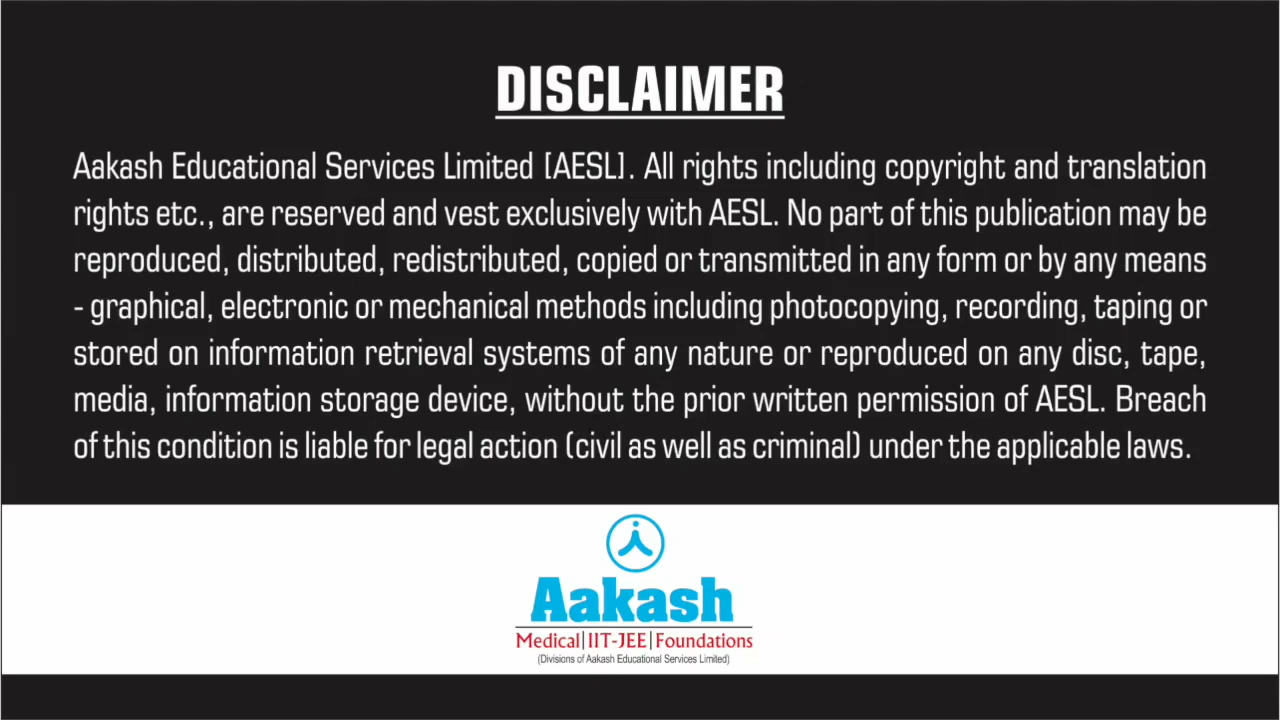 DISCLAIMER
Aakash Educational Services Limited [AESL]. All rights including copyright and translation
rights etc., are reserved and vest exclusively with AESL. No part of this publication may be
reproduced, distributed, redistributed, copied or transmitted in any form or by any means
- graphical, electronic or mechanical methods including photocopying, recording, taping or
stored on information retrieval systems of any nature or reproduced on any disc, tape,
media, information storage device, without the prior written permission of AESL. Breach
of this condition is liable for legal action (civil as well as criminal) under the applicable laws.
Aakash
Medical|IIT-JEE|Foundations
(Divisions of Aakash Educational Services Limited)